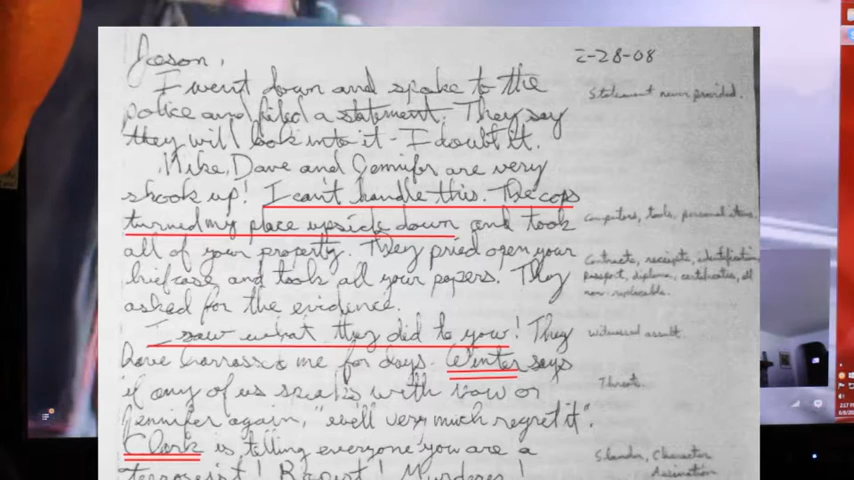 Jason,
2-28-08
I went down and spoke to the
Statement never provided.
police and filed a statement. They say
they will look into it - I doubt it.
Mike, Dave and Jennifer are very
shook up! I can't handle this. The cops
turned my place upside down and took
Computers, tools, personal items,
all of your property. They pried open your
Contracts, receipts, identification
briefcase and took all your papers. They
passport, diploma, certificates, all
non-replacable.
asked for the evidence.
I saw what they did to you! They
Witnessed assult.
have harrassed me for days. Winter says
if any of us speaks with you or
Threats.
Jennifer again, "we'll very much regret it".
Clark is telling everyone you are a
Slander, Character
Assination
terrorist! Rapist! Murderer!